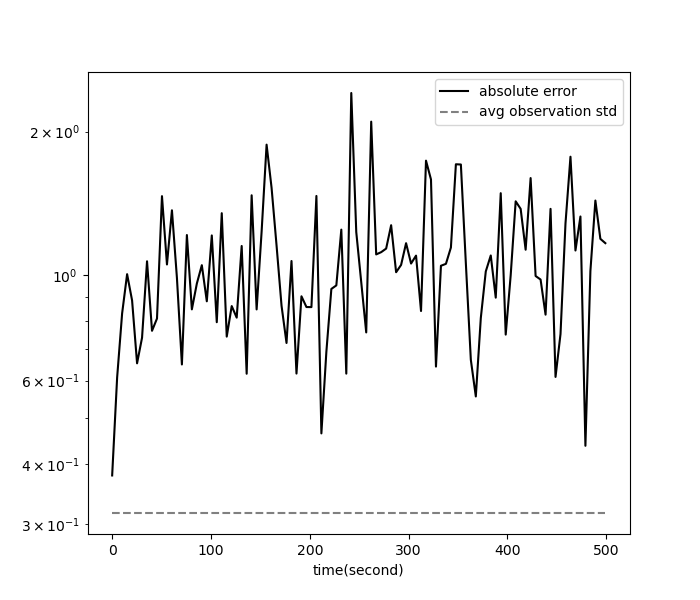 absolute error
avg observation std
2 × 10⁰
10⁰
6 × 10⁻¹
4 × 10⁻¹
3 × 10⁻¹
0 100 200 300 400 500
time(second)